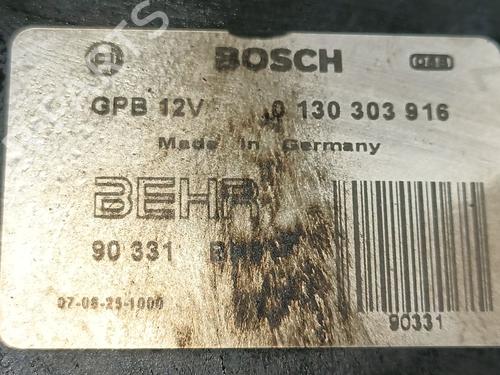 BOSCH
GPB 12V 0 130 303 916
Made in Germany
BEHR
90 331
07-08-25-1000
90331